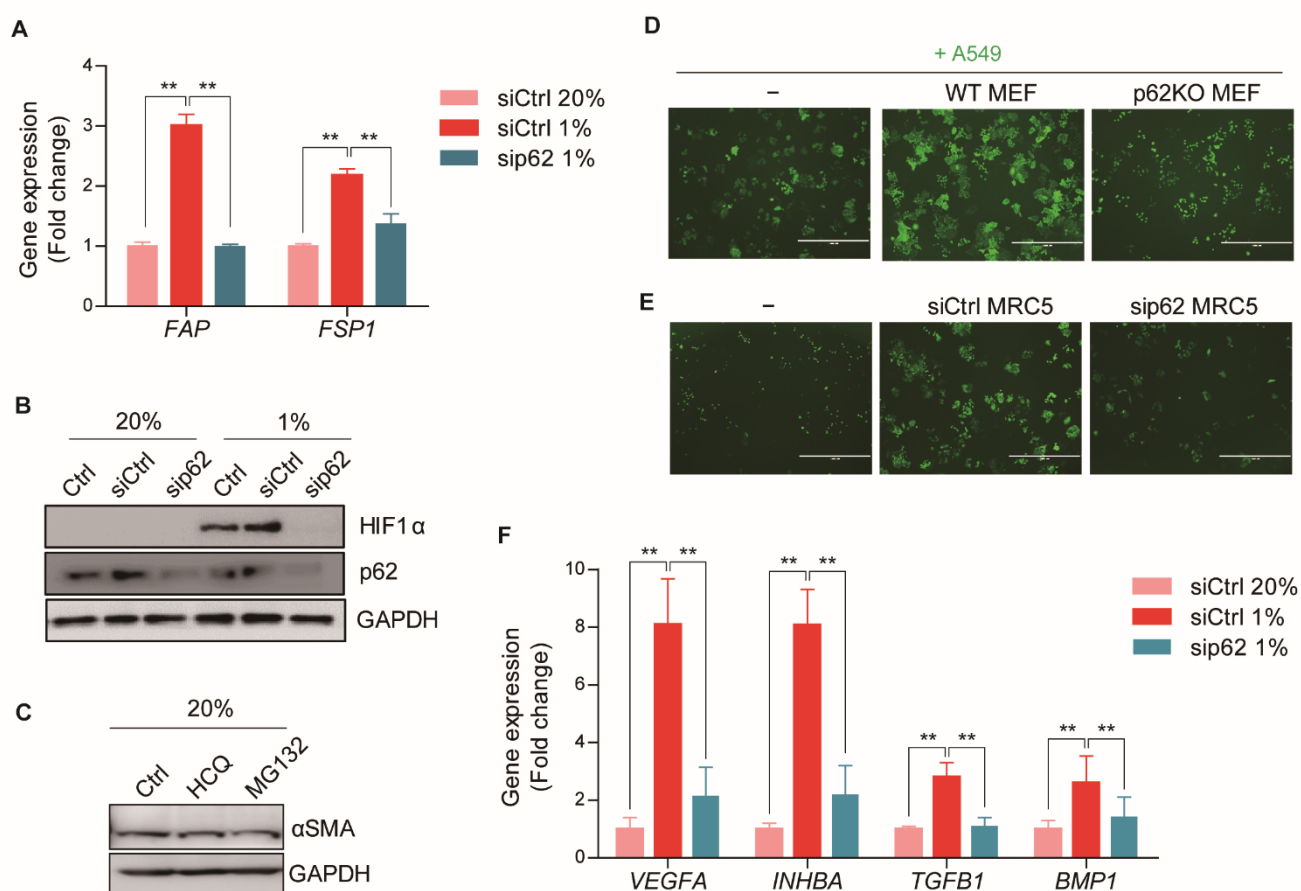 A
Gene expression
(Fold change)
4
3
2
1
0
** ** ** **
FAP FSP1
siCtrl 20%
siCtrl 1%
sip62 1%
B
20% 1%
Ctrl siCtrl sip62 Ctrl siCtrl sip62
HIF1α
p62
GAPDH
C
20%
Ctrl HCQ MG132
αSMA
GAPDH
D
+ A549
– WT MEF p62KO MEF
E
– siCtrl MRC5 sip62 MRC5
F
Gene expression
(Fold change)
10
8
6
4
2
0
** ** ** ** ** ** ** **
VEGFA INHBA TGFB1 BMP1
siCtrl 20%
siCtrl 1%
sip62 1%